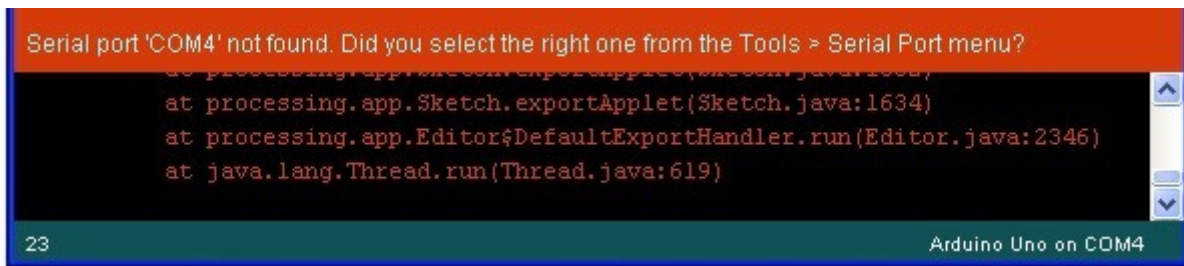 Serial port 'COM4' not found. Did you select the right one from the Tools > Serial Port menu?
at processing.app.Sketch.exportApplet(Sketch.java:1634)
at processing.app.Editor$DefaultExportHandler.run(Editor.java:2346)
at java.lang.Thread.run(Thread.java:619)
23
Arduino Uno on COM4